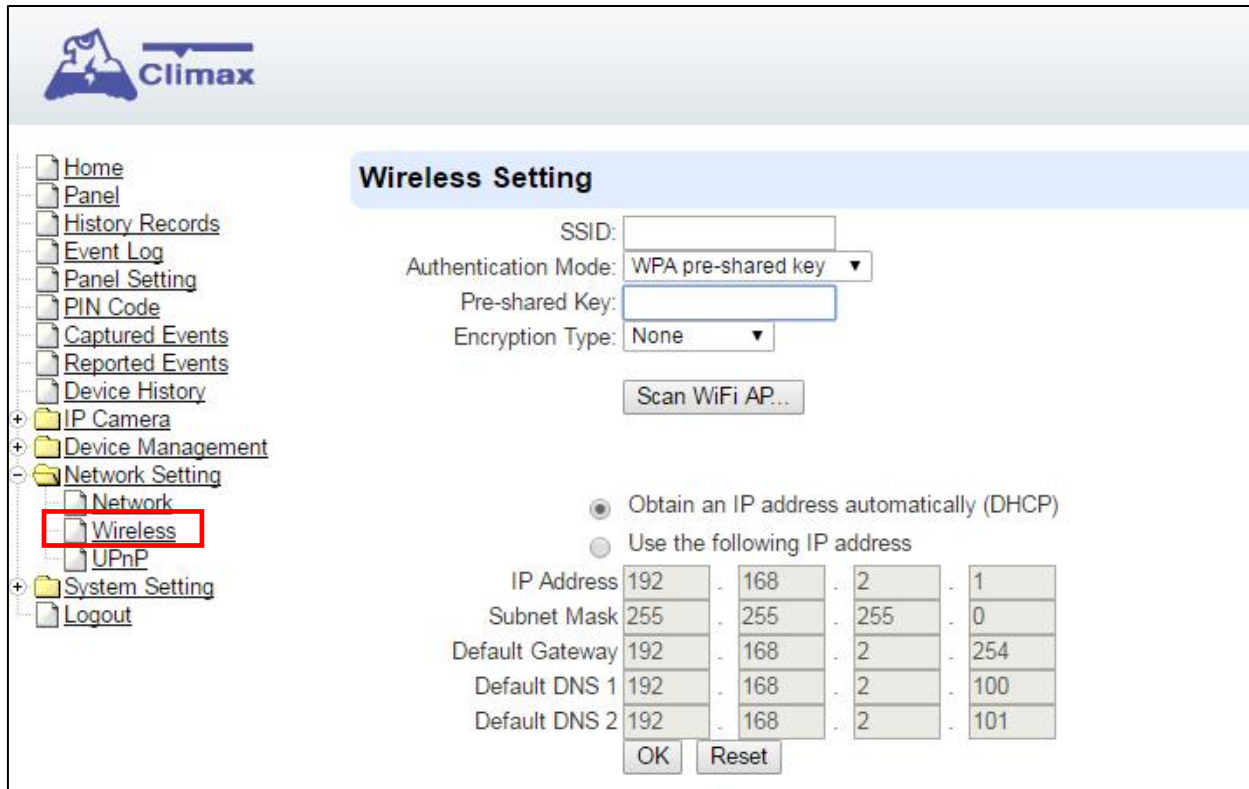 Climax
Home
Panel
History Records
Event Log
Panel Setting
PIN Code
Captured Events
Reported Events
Device History
IP Camera
Device Management
Network Setting
Network
Wireless
UPnP
System Setting
Logout
Wireless Setting
SSID:
Authentication Mode: WPA pre-shared key
Pre-shared Key:
Encryption Type: None
Scan WiFi AP...
Obtain an IP address automatically (DHCP)
Use the following IP address
IP Address 192 . 168 . 2 . 1
Subnet Mask 255 . 255 . 255 . 0
Default Gateway 192 . 168 . 2 . 254
Default DNS 1 192 . 168 . 2 . 100
Default DNS 2 192 . 168 . 2 . 101
OK Reset